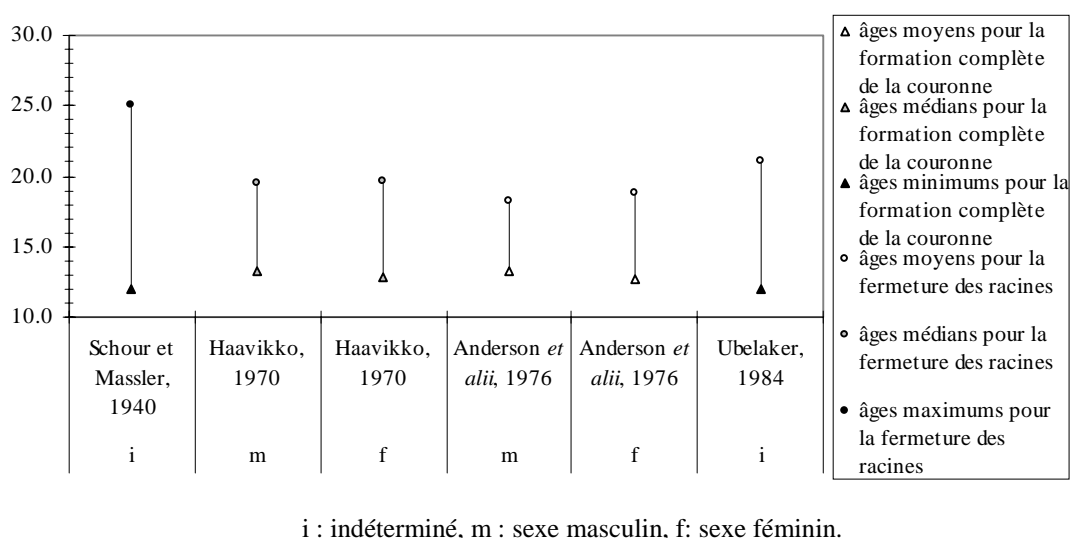 30.0
25.0
20.0
15.0
10.0
Schour et
Massler,
1940
Haavikko,
1970
Haavikko,
1970
Anderson et
alii, 1976
Anderson et
alii, 1976
Ubelaker,
1984
i
m
f
m
f
i
âges moyens pour la
formation complète
de la couronne
âges médians pour la
formation complète
de la couronne
âges minimums pour la
formation complète
de la couronne
âges moyens pour la
fermeture des racines
âges médians pour la
fermeture des racines
âges maximums pour
la fermeture des
racines
i : indéterminé, m : sexe masculin, f: sexe féminin.